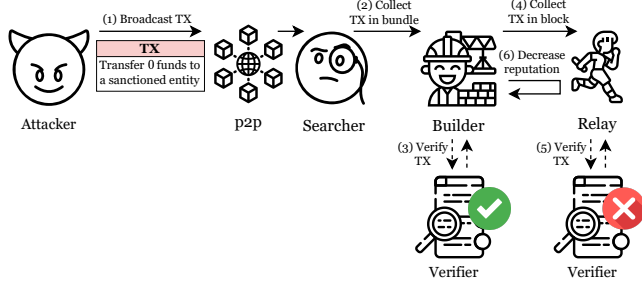 (1) Broadcast TX
TX
Transfer 0 funds to
a sanctioned entity
Attacker
p2p
Searcher
(2) Collect
TX in bundle
Builder
(4) Collect
TX in block
(6) Decrease
reputation
Relay
(3) Verify
TX
(5) Verify
TX
Verifier
Verifier